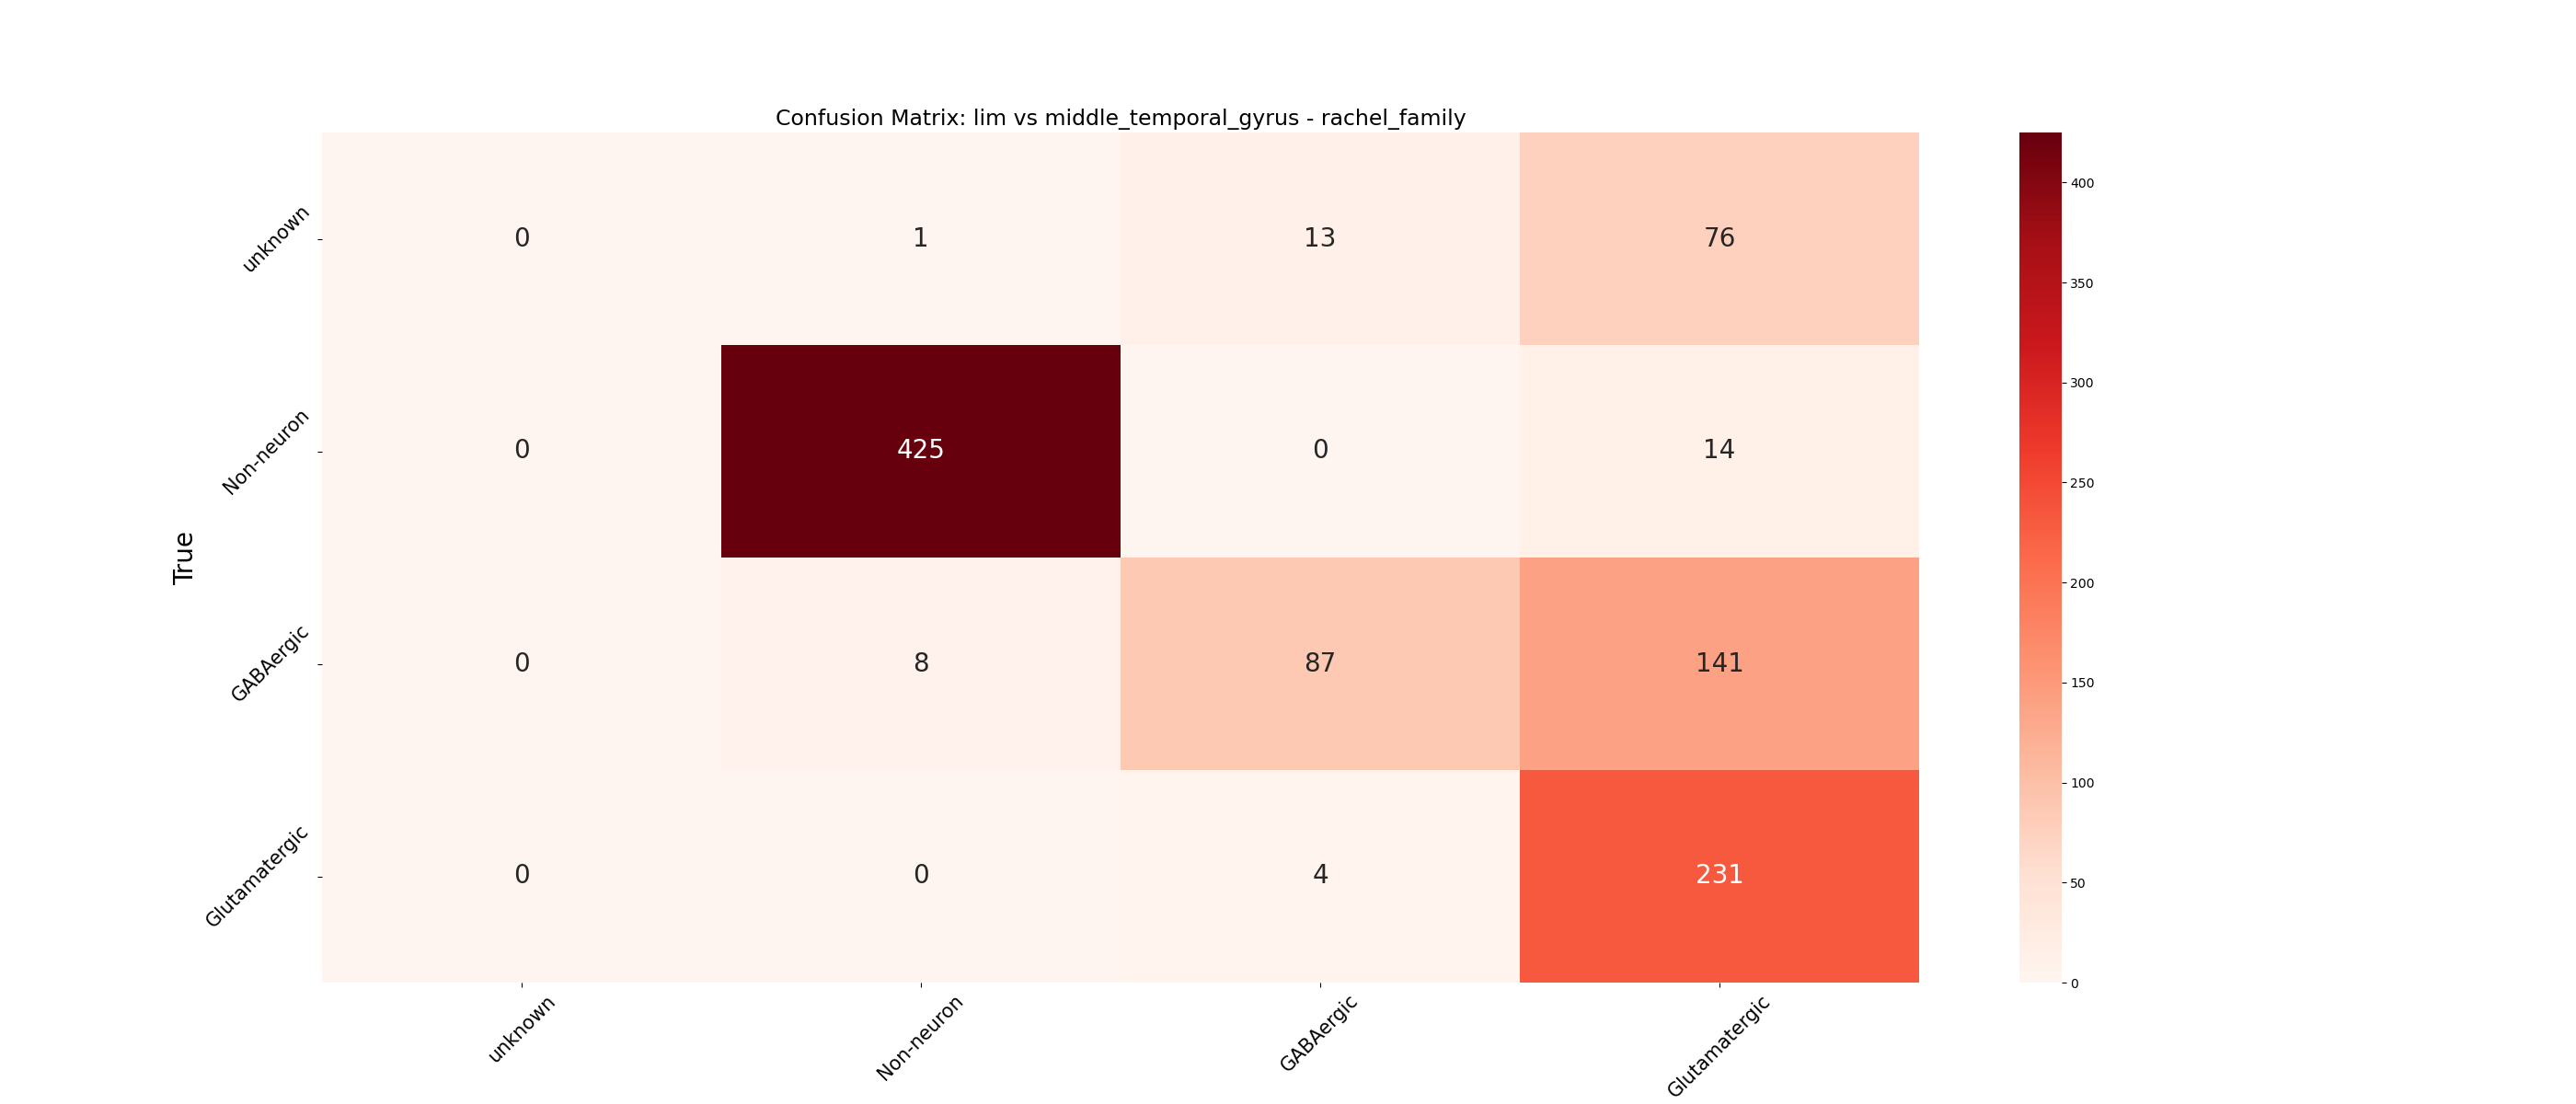 Confusion Matrix: lim vs middle_temporal_gyrus - rachel_family
True
unknown
0 1 13 76
Non-neuron
0 425 0 14
GABAergic
0 8 87 141
Glutamatergic
0 0 4 231
unknown Non-neuron GABAergic Glutamatergic
400
350
300
250
200
150
100
50
0